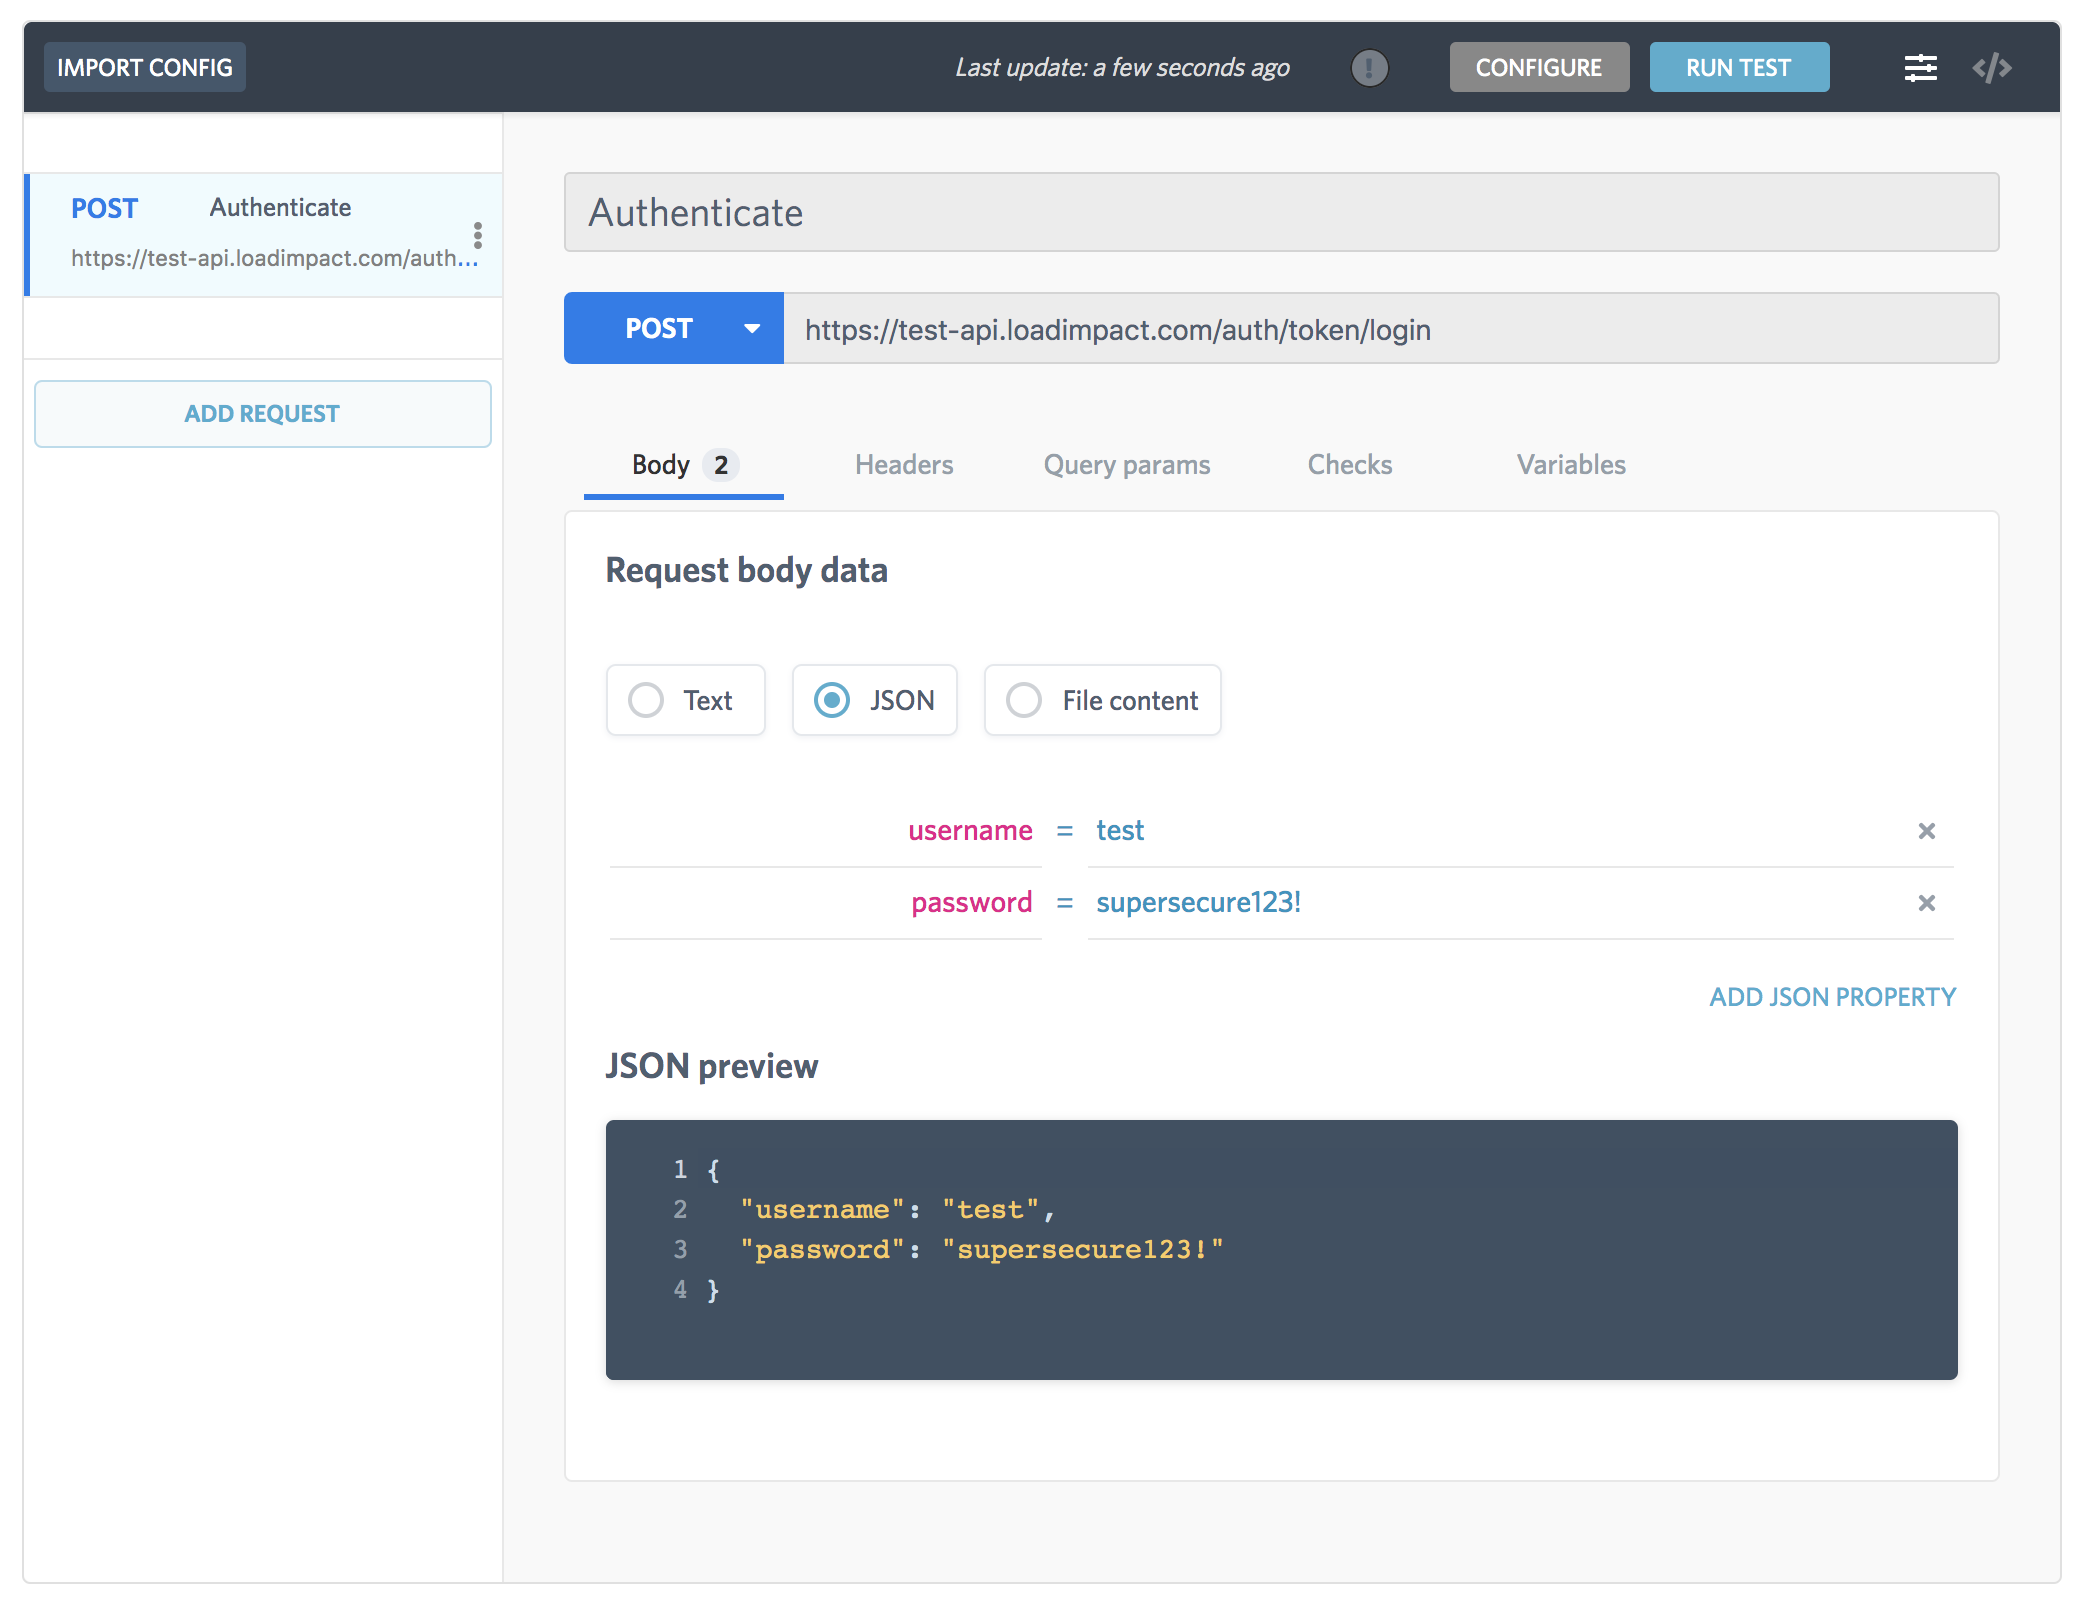 IMPORT CONFIG
Last update: a few seconds ago
CONFIGURE
RUN TEST
POST Authenticate
https://test-api.loadimpact.com/auth...
ADD REQUEST
Authenticate
POST https://test-api.loadimpact.com/auth/token/login
Body 2 Headers Query params Checks Variables
Request body data
Text JSON File content
username = test
password = supersecure123!
ADD JSON PROPERTY
JSON preview
1 {
2 "username": "test",
3 "password": "supersecure123!"
4 }